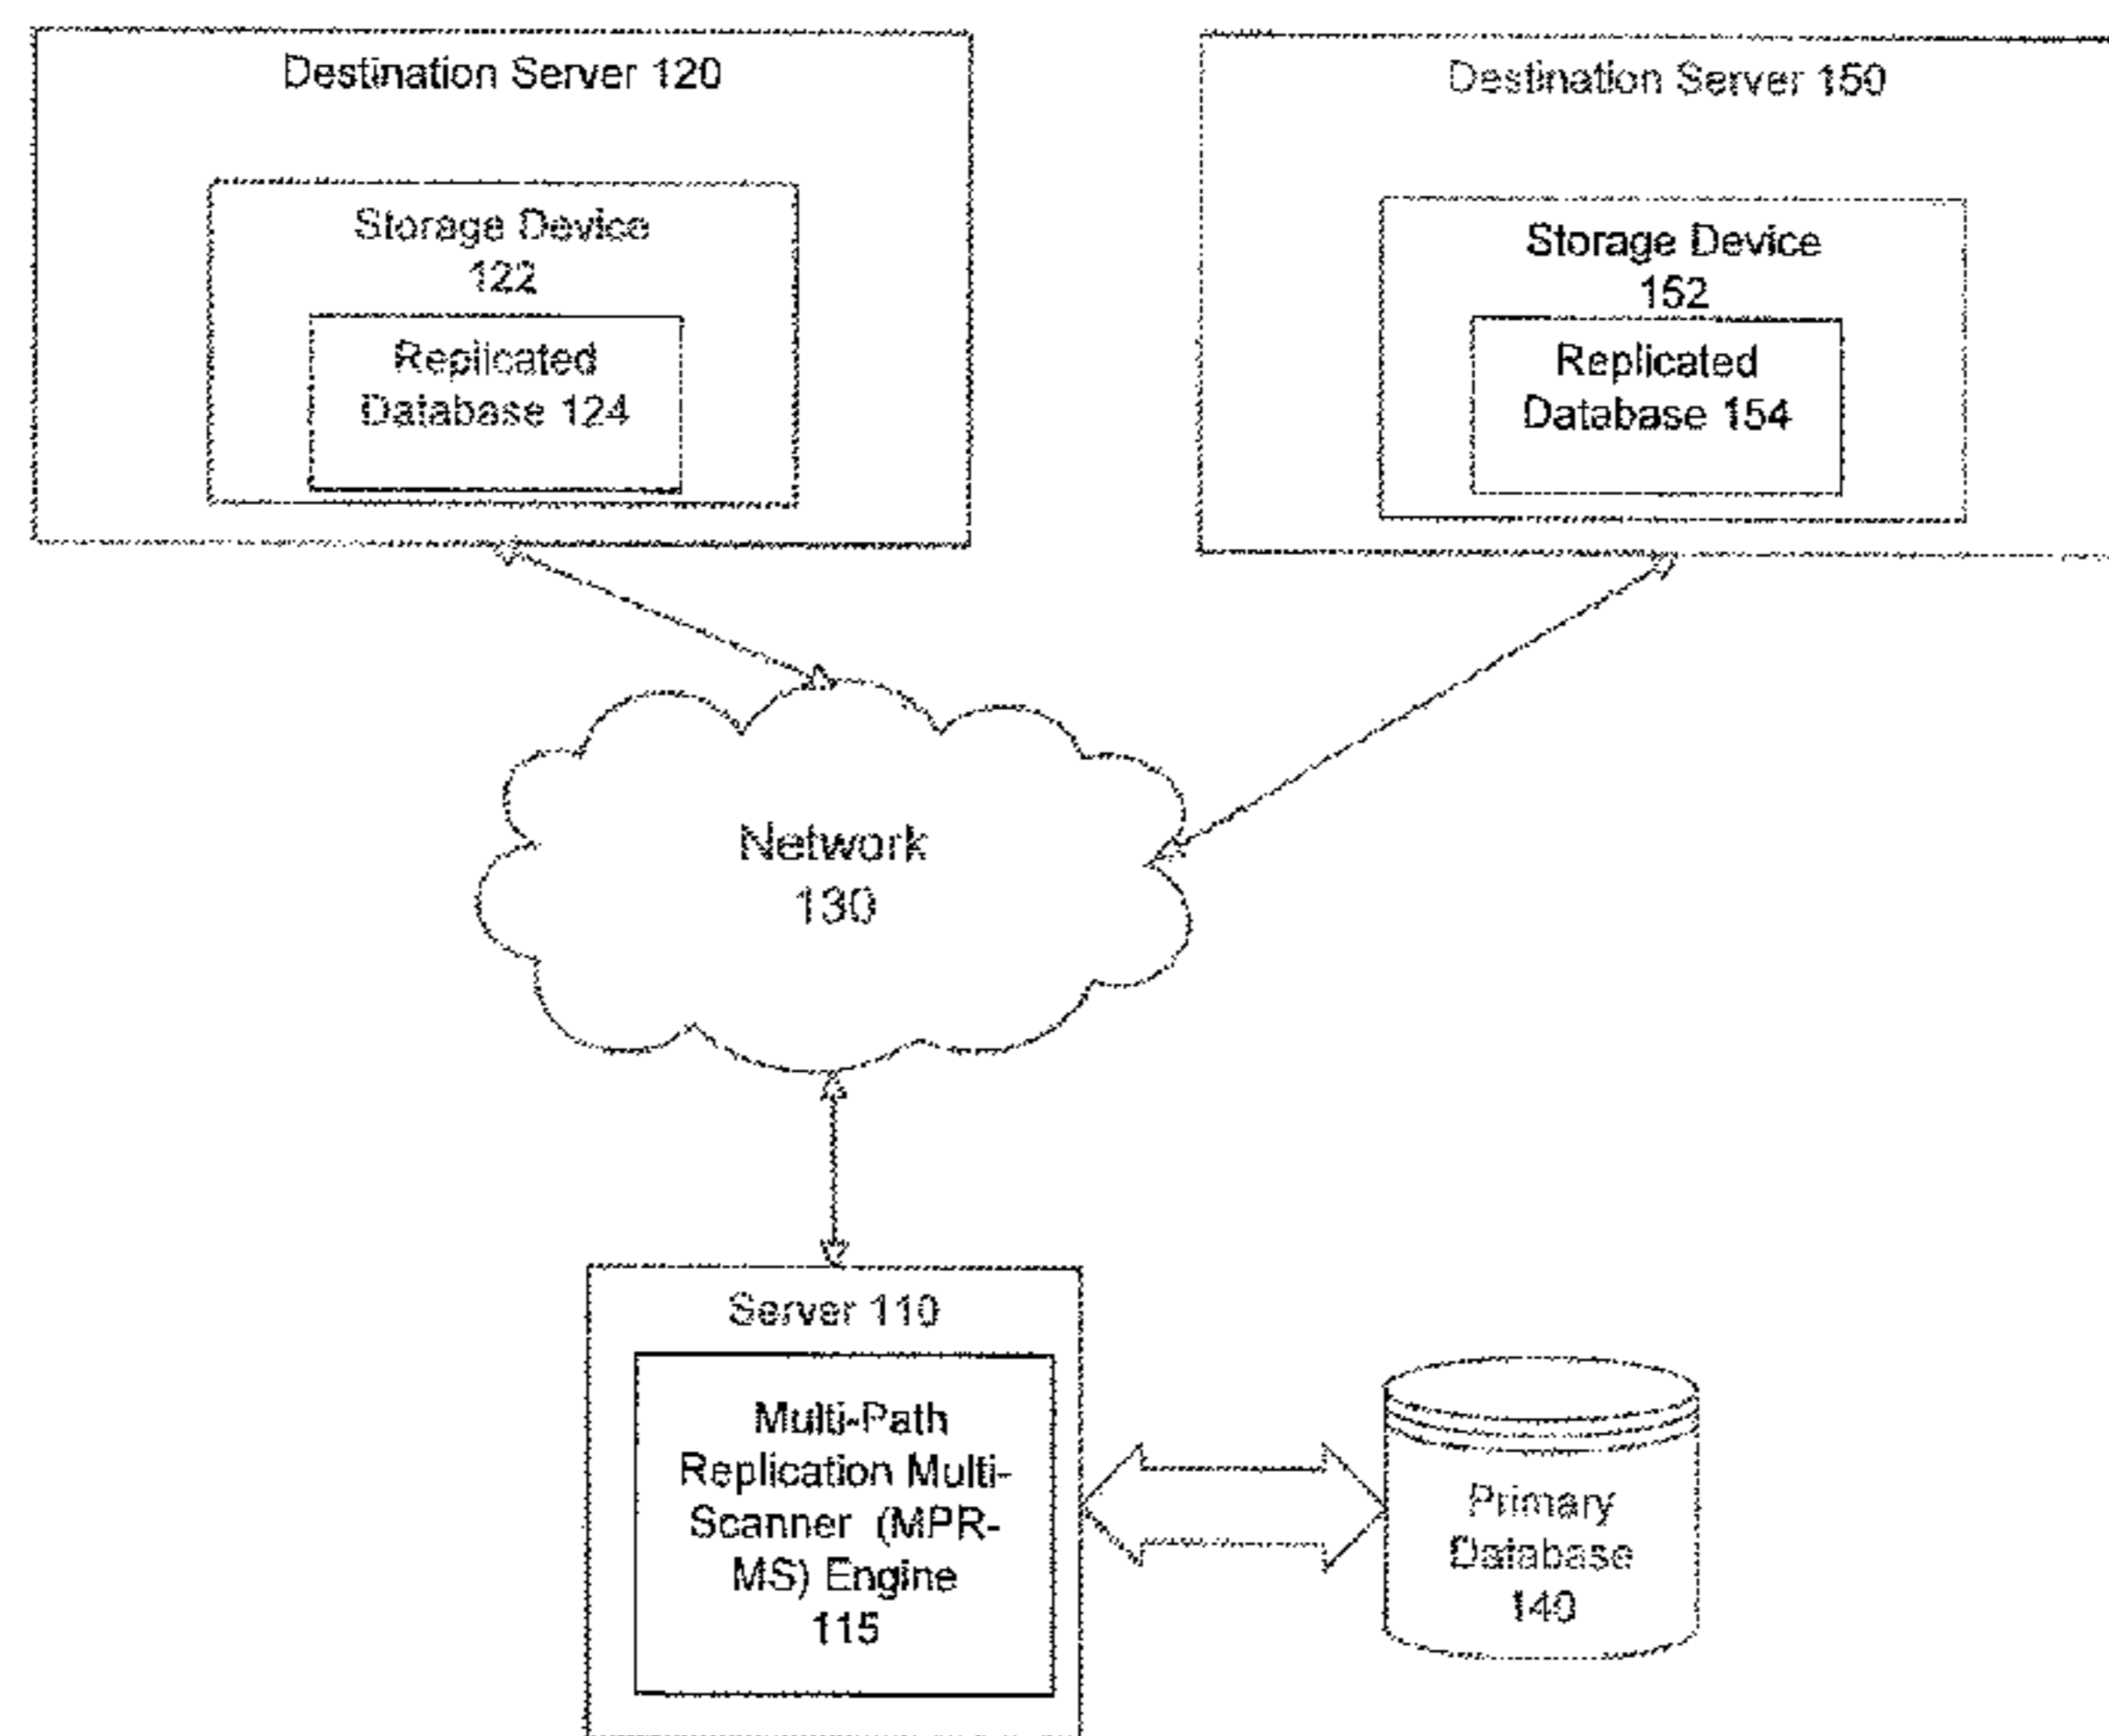 Destination Server 120
Storage Device
122
Replicated
Database 124
Destination Server 150
Storage Device
152
Replicated
Database 154
Network
130
Server 110
Multi-Path
Replication Multi-
Scanner (MPR-
MS) Engine
115
Primary
Database
140